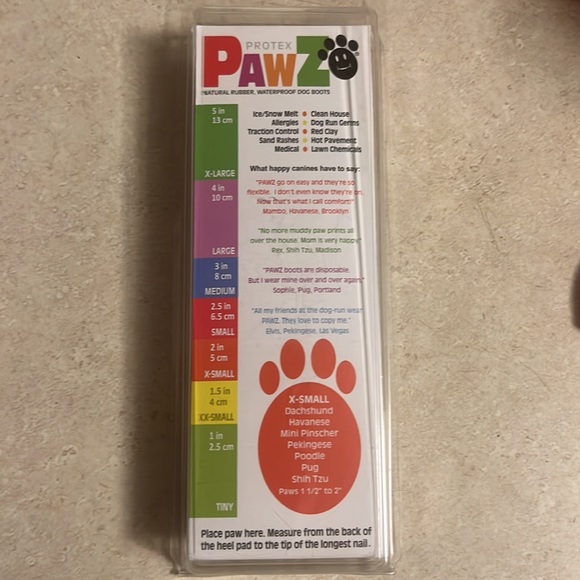 PROTEX
PAWZ
NATURAL RUBBER, WATERPROOF DOG BOOTS
5 in
13 cm
X-LARGE
4 in
10 cm
LARGE
3 in
8 cm
MEDIUM
2.5 in
6.5 cm
SMALL
2 in
5 cm
X-SMALL
1.5 in
4 cm
XX-SMALL
1 in
2.5 cm
TINY
Ice/Snow Melt • Clean House
Allergies • Dog Run Germs
Traction Control • Red Clay
Sand Rashes • Hot Pavement
Medical • Lawn Chemicals
What happy canines have to say:
"PAWZ go on easy and they're so
flexible, I don't even know they're on.
Now that's what I call comfort!"
Mambo, Havanese, Brooklyn
"No more muddy paw prints all
over the house. Mom is very happy."
Rex, Shih Tzu, Madison
"PAWZ boots are disposable.
But I wear mine over and over again."
Sophie, Pug, Portland
"All my friends at the dog-run wear
PAWZ. They love to copy me."
Elvis, Pekingese, Las Vegas
X-SMALL
Dachshund
Havanese
Mini Pinscher
Pekingese
Poodle
Pug
Shih Tzu
Paws 1 1/2" to 2"
Place paw here. Measure from the back of
the heel pad to the tip of the longest nail.